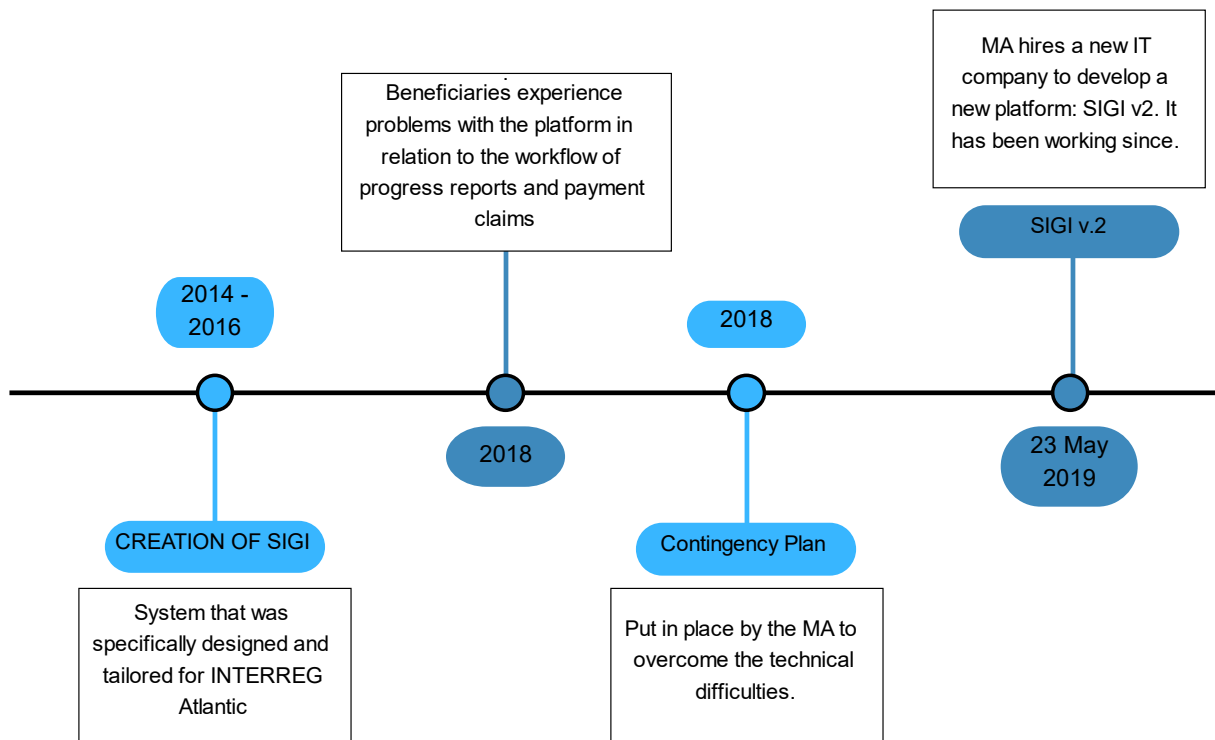 2014 -
2016
CREATION OF SIGI
System that was
specifically designed and
tailored for INTERREG
Atlantic
Beneficiaries experience
problems with the platform in
relation to the workflow of
progress reports and payment
claims
2018
2018
Contingency Plan
Put in place by the MA to
overcome the technical
difficulties.
MA hires a new IT
company to develop a
new platform: SIGI v2. It
has been working since.
SIGI v.2
23 May
2019